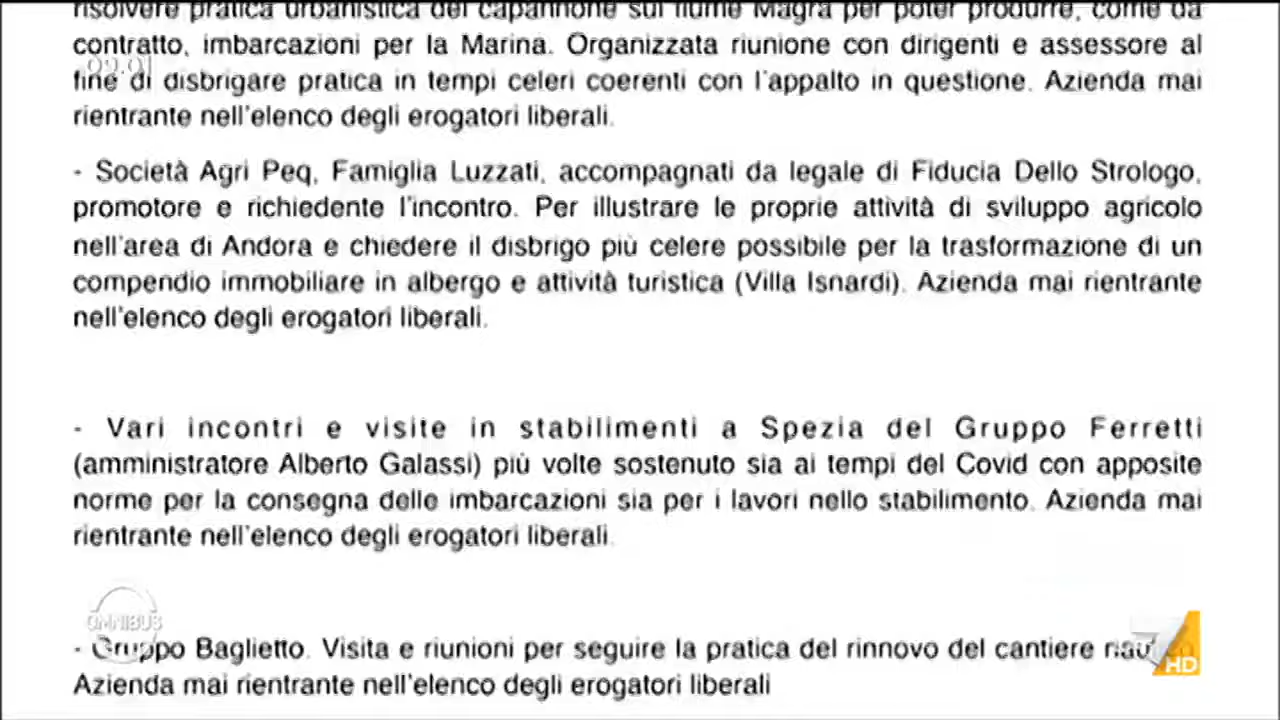 risolvere pratica urbanistica del capannone sul fiume Magra per poter produrre, come da
contratto, imbarcazioni per la Marina. Organizzata riunione con dirigenti e assessore al
fine di disbrigare pratica in tempi celeri coerenti con l'appalto in questione. Azienda mai
rientrante nell'elenco degli erogatori liberali.
09:01
- Società Agri Peq, Famiglia Luzzati, accompagnati da legale di Fiducia Dello Strologo,
promotore e richiedente l'incontro. Per illustrare le proprie attività di sviluppo agricolo
nell'area di Andora e chiedere il disbrigo più celere possibile per la trasformazione di un
compendio immobiliare in albergo e attività turistica (Villa Isnardi). Azienda mai rientrante
nell'elenco degli erogatori liberali.
- Vari incontri e visite in stabilimenti a Spezia del Gruppo Ferretti
(amministratore Alberto Galassi) più volte sostenuto sia ai tempi del Covid con apposite
norme per la consegna delle imbarcazioni sia per i lavori nello stabilimento. Azienda mai
rientrante nell'elenco degli erogatori liberali.
OMNIBUS
- Gruppo Baglietto. Visita e riunioni per seguire la pratica del rinnovo del cantiere
Azienda mai rientrante nell'elenco degli erogatori liberali
7 HD